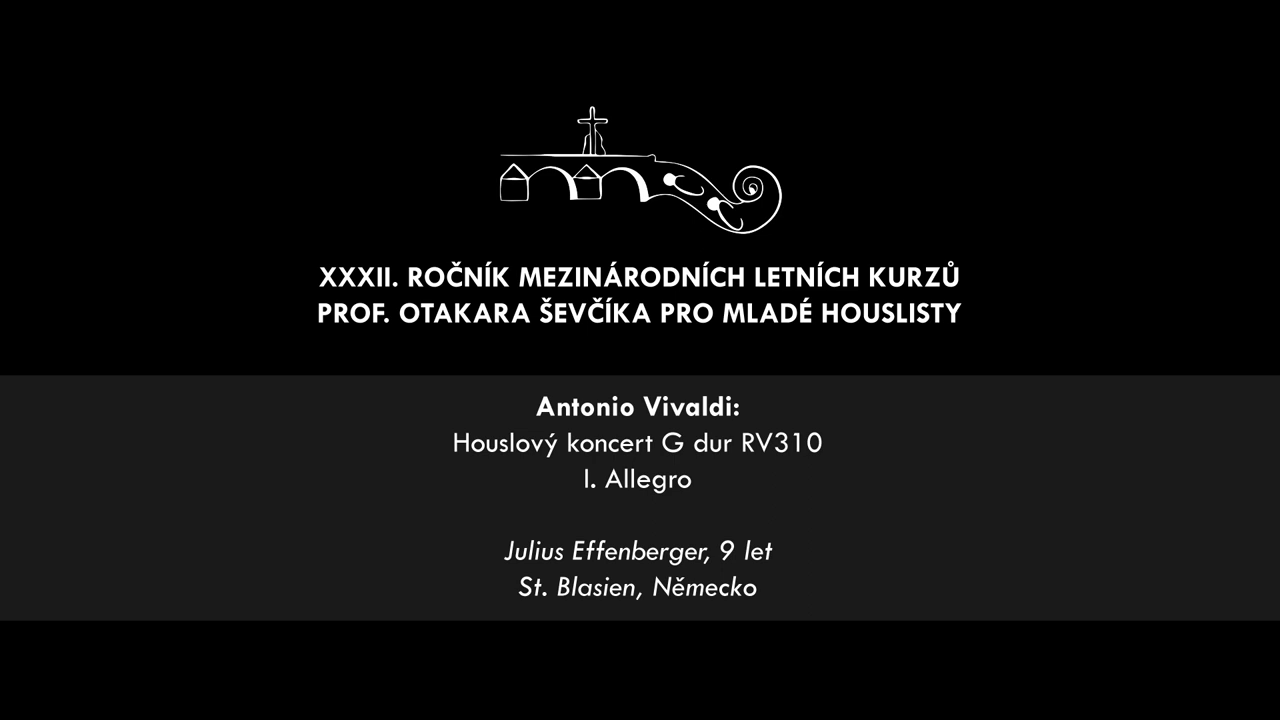 XXXII. ROČNÍK MEZINÁRODNÍCH LETNÍCH KURZŮ
PROF. OTAKARA ŠEVČÍKA PRO MLADÉ HOUSLISTY
Antonio Vivaldi:
Houslový koncert G dur RV310
I. Allegro
Julius Effenberger, 9 let
St. Blasien, Německo